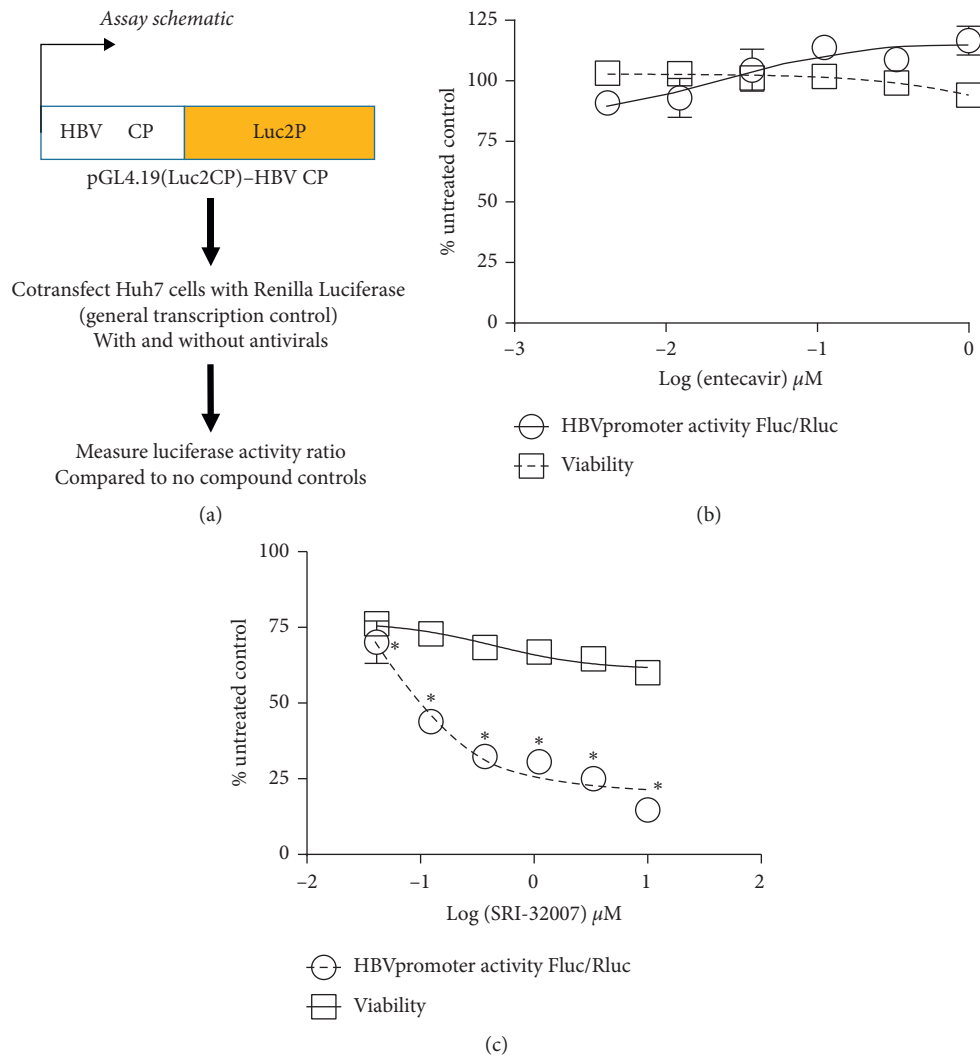 Assay schematic
HBV CP
Luc2P
pGL4.19(Luc2CP)–HBV CP
Cotransfect Huh7 cells with Renilla Luciferase
(general transcription control)
With and without antivirals
Measure luciferase activity ratio
Compared to no compound controls
(a)
125
100
75
50
25
0
% untreated control
–3
–2
–1
0
Log (entecavir) μM
HBVpromoter activity Fluc/Rluc
Viability
(b)
100
75
50
25
0
% untreated control
*
*
*
*
*
*
–2
–1
0
1
2
Log (SRI-32007) μM
HBVpromoter activity Fluc/Rluc
Viability
(c)